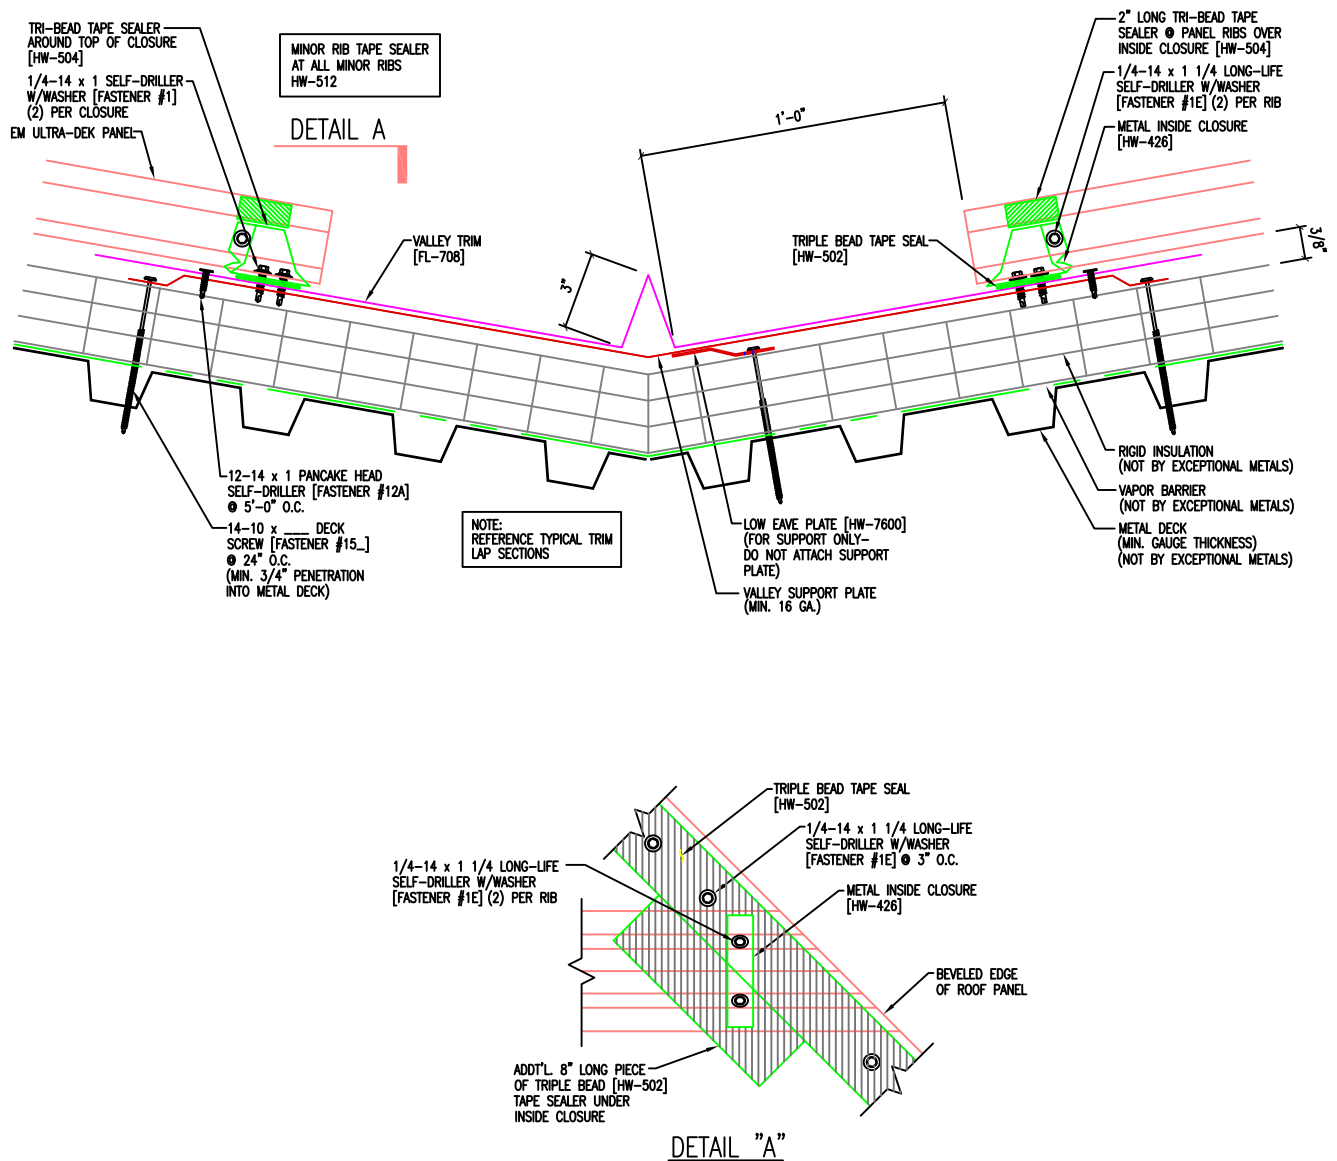 TRI-BEAD TAPE SEALER
AROUND TOP OF CLOSURE
[HW-504]
1/4-14 x 1 SELF-DRILLER
W/WASHER [FASTENER #1]
(2) PER CLOSURE
EM ULTRA-DEK PANEL
MINOR RIB TAPE SEALER
AT ALL MINOR RIBS
HW-512
DETAIL A
1'-0"
2" LONG TRI-BEAD TAPE
SEALER @ PANEL RIBS OVER
INSIDE CLOSURE [HW-504]
1/4-14 x 1 1/4 LONG-LIFE
SELF-DRILLER W/WASHER
[FASTENER #1E] (2) PER RIB
METAL INSIDE CLOSURE
[HW-426]
VALLEY TRIM
[FL-708]
3"
TRIPLE BEAD TAPE SEAL
[HW-502]
3/8"
12-14 x 1 PANCAKE HEAD
SELF-DRILLER [FASTENER #12A]
@ 5'-0" O.C.
14-10 x ___ DECK
SCREW [FASTENER #15_]
@ 24" O.C.
(MIN. 3/4" PENETRATION
INTO METAL DECK)
NOTE:
REFERENCE TYPICAL TRIM
LAP SECTIONS
LOW EAVE PLATE [HW-7600]
(FOR SUPPORT ONLY-
DO NOT ATTACH SUPPORT
PLATE)
VALLEY SUPPORT PLATE
(MIN. 16 GA.)
RIGID INSULATION
(NOT BY EXCEPTIONAL METALS)
VAPOR BARRIER
(NOT BY EXCEPTIONAL METALS)
METAL DECK
(MIN. GAUGE THICKNESS)
(NOT BY EXCEPTIONAL METALS)
TRIPLE BEAD TAPE SEAL
[HW-502]
1/4-14 x 1 1/4 LONG-LIFE
SELF-DRILLER W/WASHER
[FASTENER #1E] @ 3" O.C.
1/4-14 x 1 1/4 LONG-LIFE
SELF-DRILLER W/WASHER
[FASTENER #1E] (2) PER RIB
METAL INSIDE CLOSURE
[HW-426]
BEVELED EDGE
OF ROOF PANEL
ADDT'L. 8" LONG PIECE
OF TRIPLE BEAD [HW-502]
TAPE SEALER UNDER
INSIDE CLOSURE
DETAIL "A"